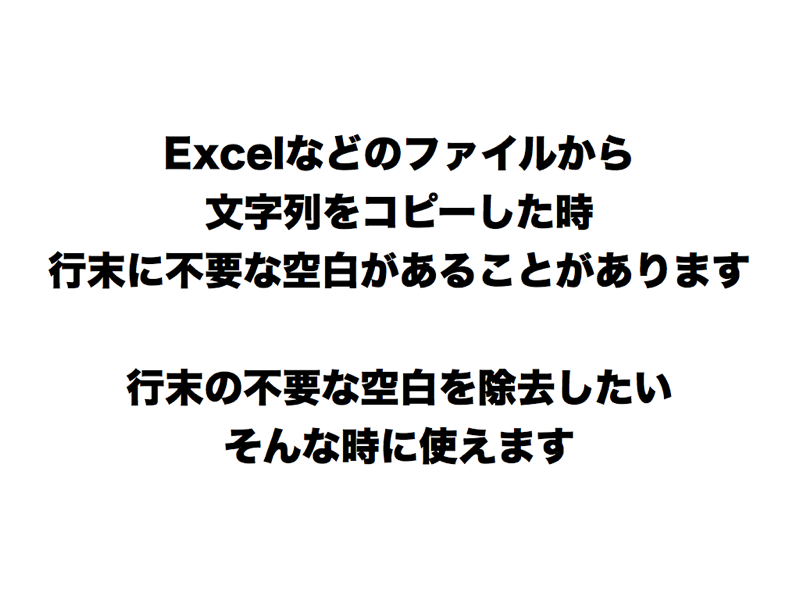 Excelなどのファイルから
文字列をコピーした時
行末に不要な空白があることがあります
行末の不要な空白を除去したい
そんな時に使えます